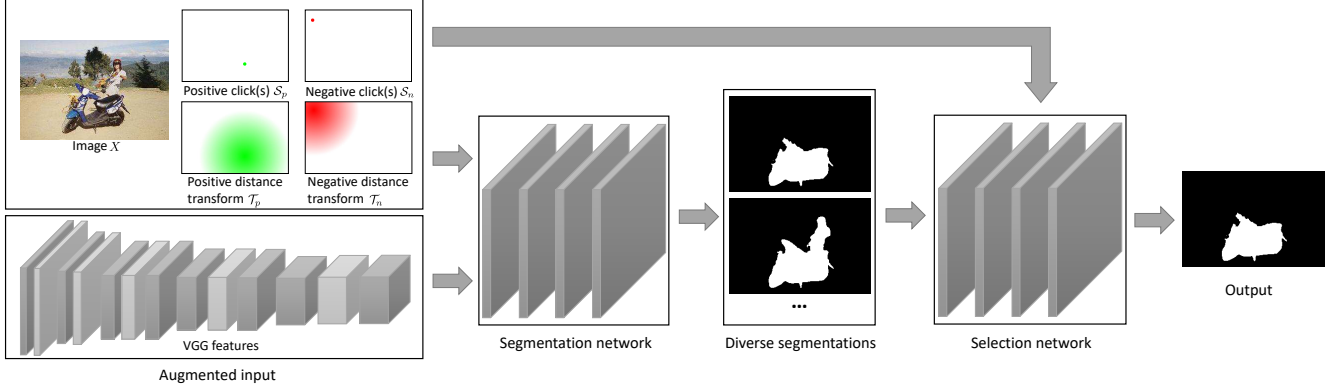 Image X
Positive click(s) 𝒮ₚ
Negative click(s) 𝒮ₙ
Positive distance
transform 𝒯ₚ
Negative distance
transform 𝒯ₙ
VGG features
Augmented input
Segmentation network
...
Diverse segmentations
Selection network
Output